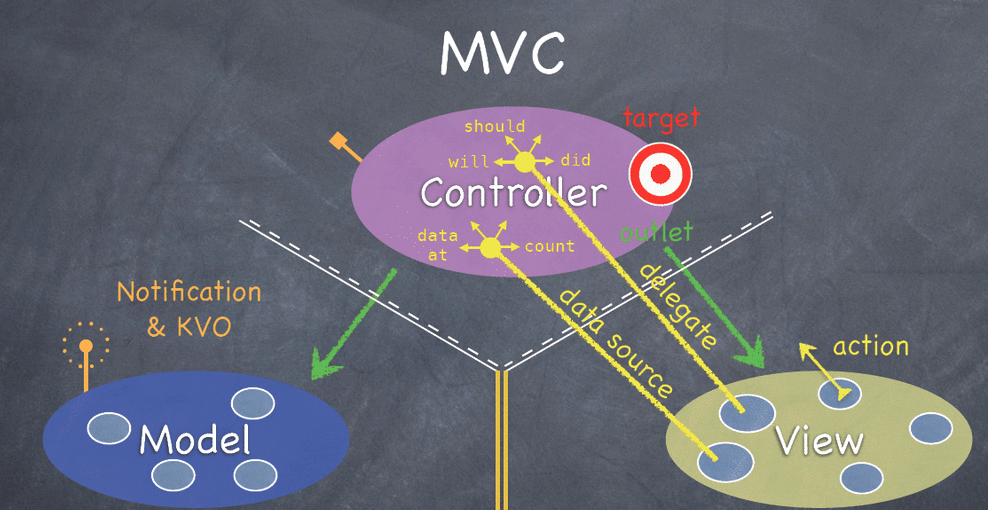 MVC
should
target
will
did
Controller
data
at
count
outlet
delegate
data source
Notification
& KVO
action
Model
View